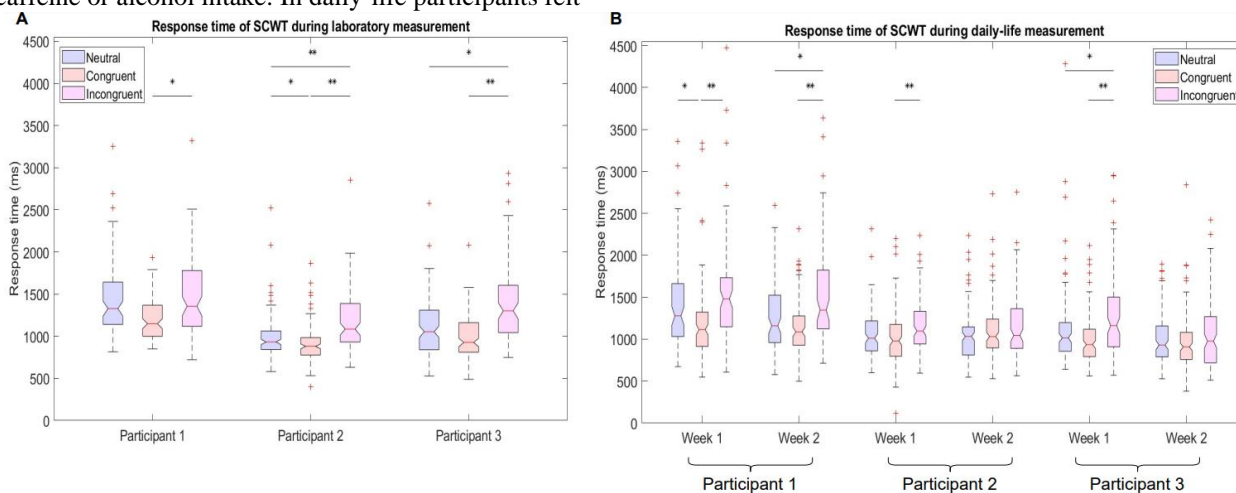 caffeine or alcohol intake. In daily-life participants felt
A
Response time of SCWT during laboratory measurement
4500
4000
3500
3000
2500
2000
1500
1000
500
0
Response time (ms)
Neutral
Congruent
Incongruent
*
**
*
**
*
**
Participant 1
Participant 2
Participant 3
B
Response time of SCWT during daily-life measurement
4500
4000
3500
3000
2500
2000
1500
1000
500
0
Response time (ms)
Neutral
Congruent
Incongruent
*
**
*
**
**
*
**
Week 1
Week 2
Week 1
Week 2
Week 1
Week 2
Participant 1
Participant 2
Participant 3